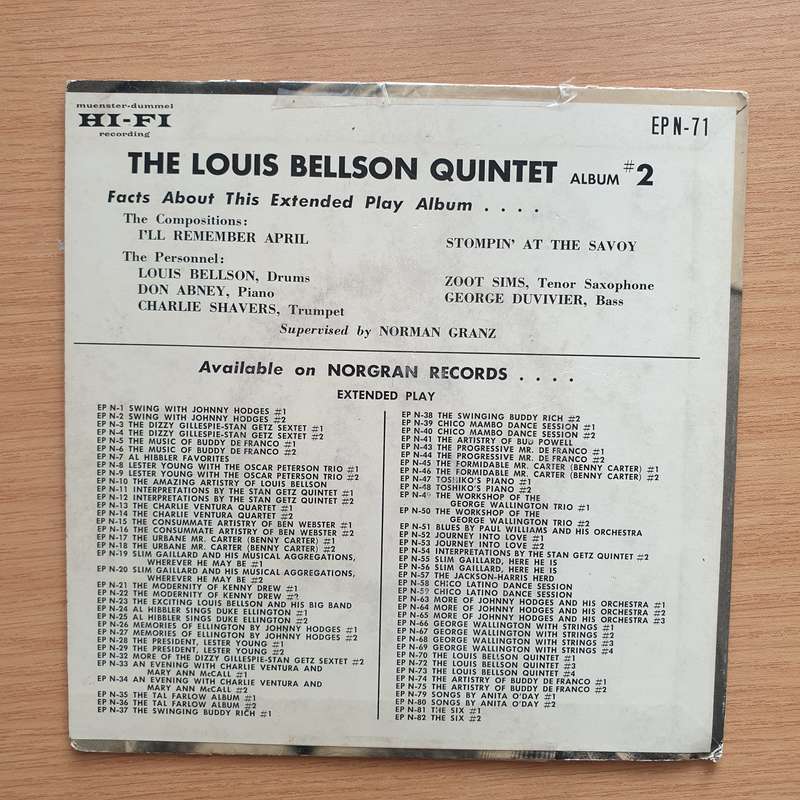 muenster-dummel
HI-FI
recording
EP N-71
THE LOUIS BELLSON QUINTET ALBUM #2
Facts About This Extended Play Album . . . .
The Compositions:
I'LL REMEMBER APRIL
STOMPIN' AT THE SAVOY
The Personnel:
LOUIS BELLSON, Drums
DON ABNEY, Piano
CHARLIE SHAVERS, Trumpet
ZOOT SIMS, Tenor Saxophone
GEORGE DUVIVIER, Bass
Supervised by NORMAN GRANZ
Available on NORGRAN RECORDS . . . .
EXTENDED PLAY
EP N-1 SWING WITH JOHNNY HODGES #1
EP N-2 SWING WITH JOHNNY HODGES #2
EP N-3 THE DIZZY GILLESPIE-STAN GETZ SEXTET #1
EP N-4 THE DIZZY GILLESPIE-STAN GETZ SEXTET #2
EP N-5 THE MUSIC OF BUDDY DE FRANCO #1
EP N-6 THE MUSIC OF BUDDY DE FRANCO #2
EP N-7 AL HIBBLER FAVORITES
EP N-8 LESTER YOUNG WITH THE OSCAR PETERSON TRIO #1
EP N-9 LESTER YOUNG WITH THE OSCAR PETERSON TRIO #2
EP N-10 THE AMAZING ARTISTRY OF LOUIS BELLSON
EP N-11 INTERPRETATIONS BY THE STAN GETZ QUINTET #1
EP N-12 INTERPRETATIONS BY THE STAN GETZ QUINTET #2
EP N-13 THE CHARLIE VENTURA QUARTET #1
EP N-14 THE CHARLIE VENTURA QUARTET #2
EP N-15 THE CONSUMMATE ARTISTRY OF BEN WEBSTER #1
EP N-16 THE CONSUMMATE ARTISTRY OF BEN WEBSTER #2
EP N-17 THE URBANE MR. CARTER (BENNY CARTER) #1
EP N-18 THE URBANE MR. CARTER (BENNY CARTER) #2
EP N-19 SLIM GAILLARD AND HIS MUSICAL AGGREGATIONS,
WHEREVER HE MAY BE #1
EP N-20 SLIM GAILLARD AND HIS MUSICAL AGGREGATIONS,
WHEREVER HE MAY BE #2
EP N-21 THE MODERNITY OF KENNY DREW #1
EP N-22 THE MODERNITY OF KENNY DREW #2
EP N-23 THE EXCITING LOUIS BELLSON AND HIS BIG BAND
EP N-24 AL HIBBLER SINGS DUKE ELLINGTON #1
EP N-25 AL HIBBLER SINGS DUKE ELLINGTON #2
EP N-26 MEMORIES OF ELLINGTON BY JOHNNY HODGES #1
EP N-27 MEMORIES OF ELLINGTON BY JOHNNY HODGES #2
EP N-28 THE PRESIDENT, LESTER YOUNG #1
EP N-29 THE PRESIDENT, LESTER YOUNG #2
EP N-32 MORE OF THE DIZZY GILLESPIE-STAN GETZ SEXTET #2
EP N-33 AN EVENING WITH CHARLIE VENTURA AND
MARY ANN McCALL #1
EP N-34 AN EVENING WITH CHARLIE VENTURA AND
MARY ANN McCALL #2
EP N-35 THE TAL FARLOW ALBUM #1
EP N-36 THE TAL FARLOW ALBUM #2
EP N-37 THE SWINGING BUDDY RICH #1
EP N-38 THE SWINGING BUDDY RICH #2
EP N-39 CHICO MAMBO DANCE SESSION #1
EP N-40 CHICO MAMBO DANCE SESSION #2
EP N-41 THE ARTISTRY OF BUD POWELL
EP N-43 THE PROGRESSIVE MR. DE FRANCO #1
EP N-44 THE PROGRESSIVE MR. DE FRANCO #2
EP N-45 THE FORMIDABLE MR. CARTER (BENNY CARTER) #1
EP N-46 THE FORMIDABLE MR. CARTER (BENNY CARTER) #2
EP N-47 TOSHIKO'S PIANO #1
EP N-48 TOSHIKO'S PIANO #2
EP N-49 THE WORKSHOP OF THE
GEORGE WALLINGTON TRIO #1
EP N-50 THE WORKSHOP OF THE
GEORGE WALLINGTON TRIO #2
EP N-51 BLUES BY PAUL WILLIAMS AND HIS ORCHESTRA
EP N-52 JOURNEY INTO LOVE #1
EP N-53 JOURNEY INTO LOVE #2
EP N-54 INTERPRETATIONS BY THE STAN GETZ QUINTET #2
EP N-55 SLIM GAILLARD, HERE HE IS
EP N-56 SLIM GAILLARD, HERE HE IS
EP N-57 THE JACKSON-HARRIS HERD
EP N-58 CHICO LATINO DANCE SESSION
EP N-59 CHICO LATINO DANCE SESSION
EP N-63 MORE OF JOHNNY HODGES AND HIS ORCHESTRA #1
EP N-64 MORE OF JOHNNY HODGES AND HIS ORCHESTRA #2
EP N-65 MORE OF JOHNNY HODGES AND HIS ORCHESTRA #3
EP N-66 GEORGE WALLINGTON WITH STRINGS #1
EP N-67 GEORGE WALLINGTON WITH STRINGS #2
EP N-68 GEORGE WALLINGTON WITH STRINGS #3
EP N-69 GEORGE WALLINGTON WITH STRINGS #4
EP N-70 THE LOUIS BELLSON QUINTET #1
EP N-72 THE LOUIS BELLSON QUINTET #3
EP N-73 THE LOUIS BELLSON QUINTET #4
EP N-74 THE ARTISTRY OF BUDDY DE FRANCO #1
EP N-75 THE ARTISTRY OF BUDDY DE FRANCO #2
EP N-79 SONGS BY ANITA O'DAY #1
EP N-80 SONGS BY ANITA O'DAY #2
EP N-81 THE SIX #1
EP N-82 THE SIX #2